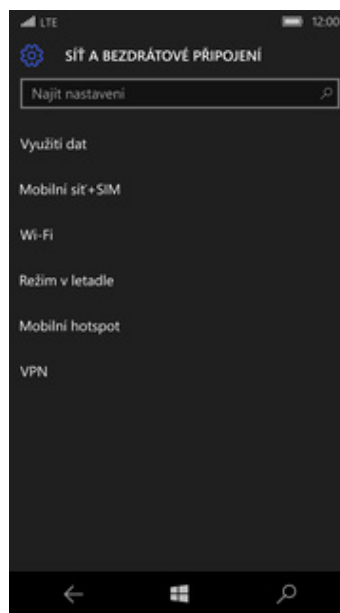 LTE 12:00
SÍŤ A BEZDRÁTOVÉ PŘIPOJENÍ
Najít nastavení
Využití dat
Mobilní síť+SIM
Wi-Fi
Režim v letadle
Mobilní hotspot
VPN